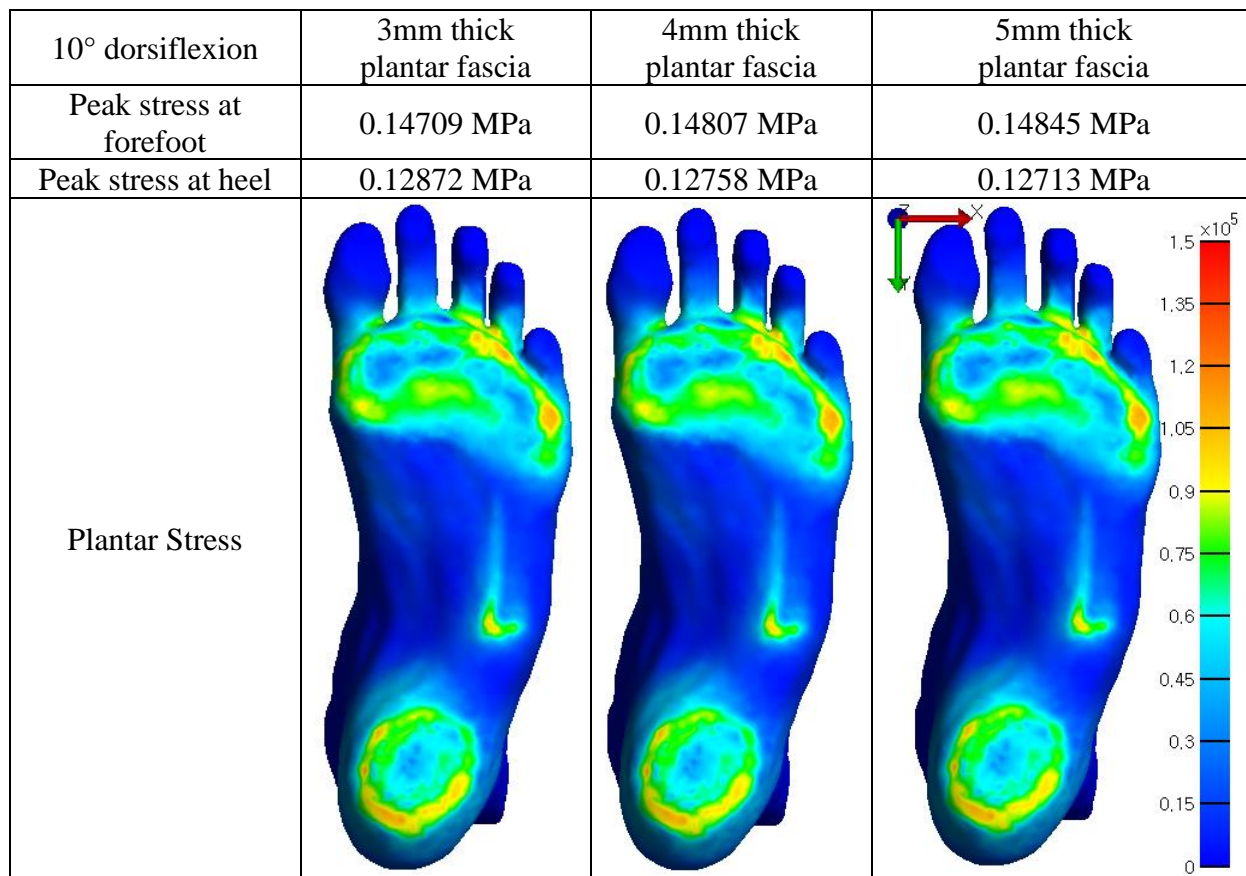 10° dorsiflexion
3mm thick
plantar fascia
4mm thick
plantar fascia
5mm thick
plantar fascia
Peak stress at
forefoot
0.14709 MPa
0.14807 MPa
0.14845 MPa
Peak stress at heel
0.12872 MPa
0.12758 MPa
0.12713 MPa
Plantar Stress
Z
X
Y
×10⁵
1.5
1.35
1.2
1.05
0.9
0.75
0.6
0.45
0.3
0.15
0